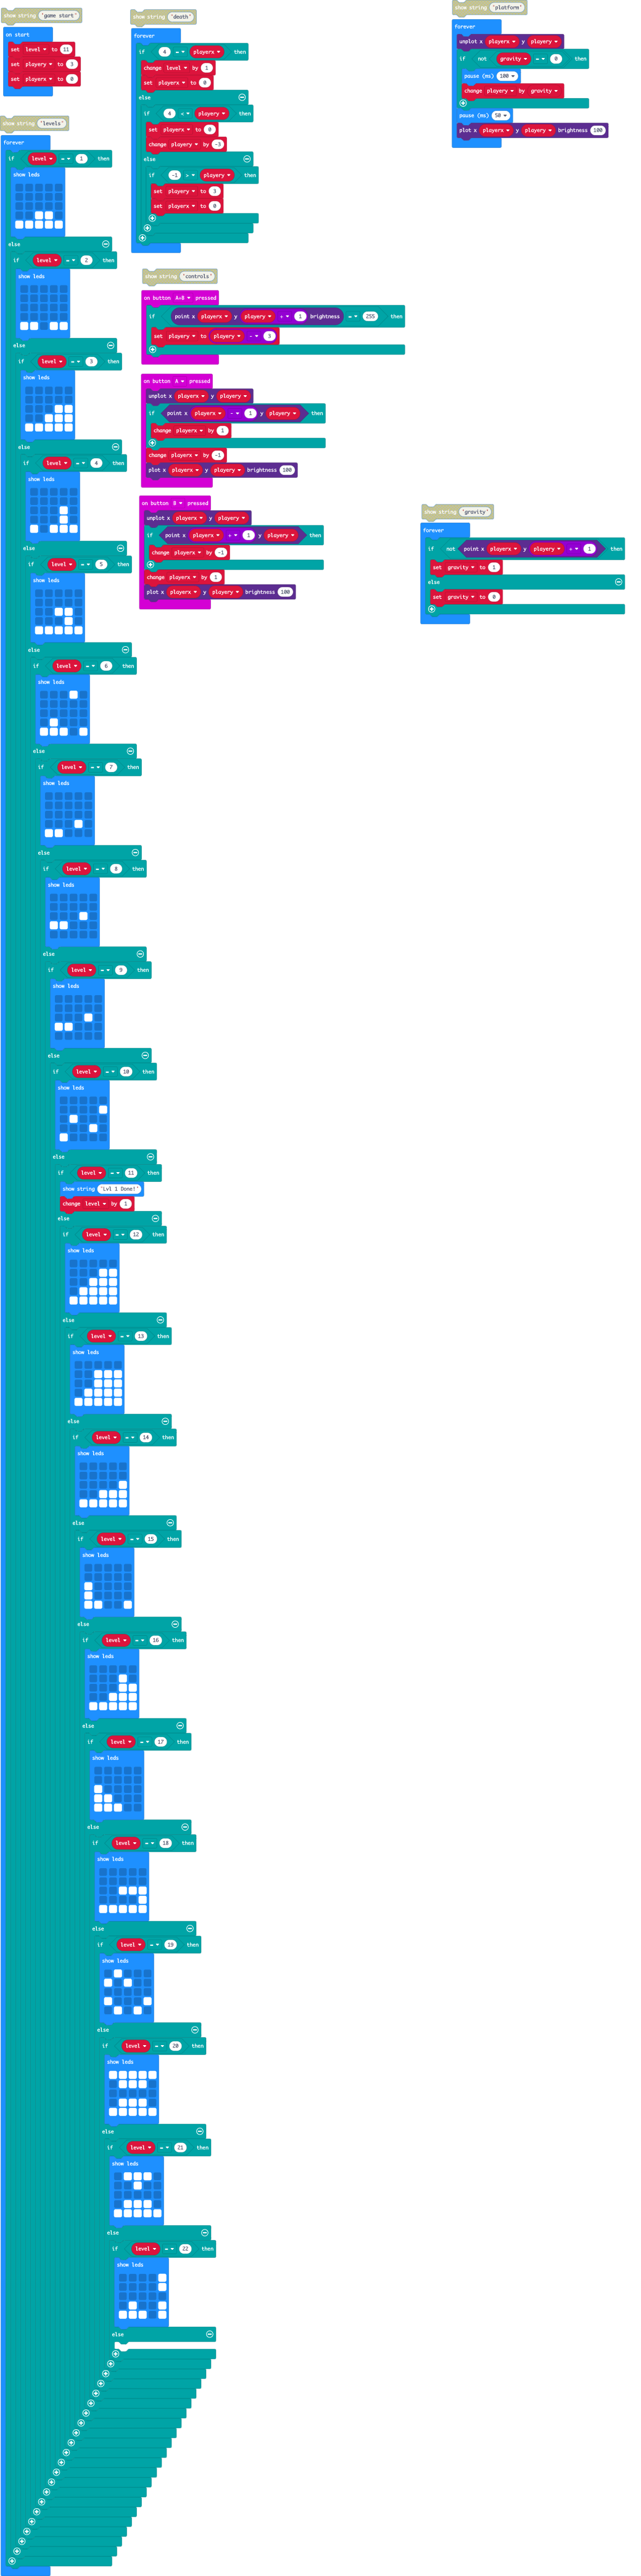 show string "game start"
on start
set level to 11
set playery to 3
set playerx to 0
show string "levels"
forever
if level = 1 then
show leds
else
if level = 2 then
show leds
else
if level = 3 then
show leds
else
if level = 4 then
show leds
else
if level = 5 then
show leds
else
if level = 6 then
show leds
else
if level = 7 then
show leds
else
if level = 8 then
show leds
else
if level = 9 then
show leds
else
if level = 10 then
show leds
else
if level = 11 then
show string "Lvl 1 Done!"
change level by 1
else
if level = 12 then
show leds
else
if level = 13 then
show leds
else
if level = 14 then
show leds
else
if level = 15 then
show leds
else
if level = 16 then
show leds
else
if level = 17 then
show leds
else
if level = 18 then
show leds
else
if level = 19 then
show leds
else
if level = 20 then
show leds
else
if level = 21 then
show leds
else
if level = 22 then
show leds
else
show string "death"
forever
if 4 = playerx then
change level by 1
set playerx to 0
else
if 4 < playery then
set playerx to 0
change playery by -3
else
if -1 > playery then
set playery to 3
set playerx to 0
show string "controls"
on button A+B pressed
if point x playerx y playery + 1 brightness = 255 then
set playery to playery - 3
on button A pressed
unplot x playerx y playery
if point x playerx - 1 y playery then
change playerx by 1
change playerx by -1
plot x playerx y playery brightness 100
on button B pressed
unplot x playerx y playery
if point x playerx + 1 y playery then
change playerx by -1
change playerx by 1
plot x playerx y playery brightness 100
show string "platform"
forever
unplot x playerx y playery
if not gravity = 0 then
pause (ms) 100
change playery by gravity
pause (ms) 50
plot x playerx y playery brightness 100
show string "gravity"
forever
if not point x playerx y playery + 1 then
set gravity to 1
else
set gravity to 0